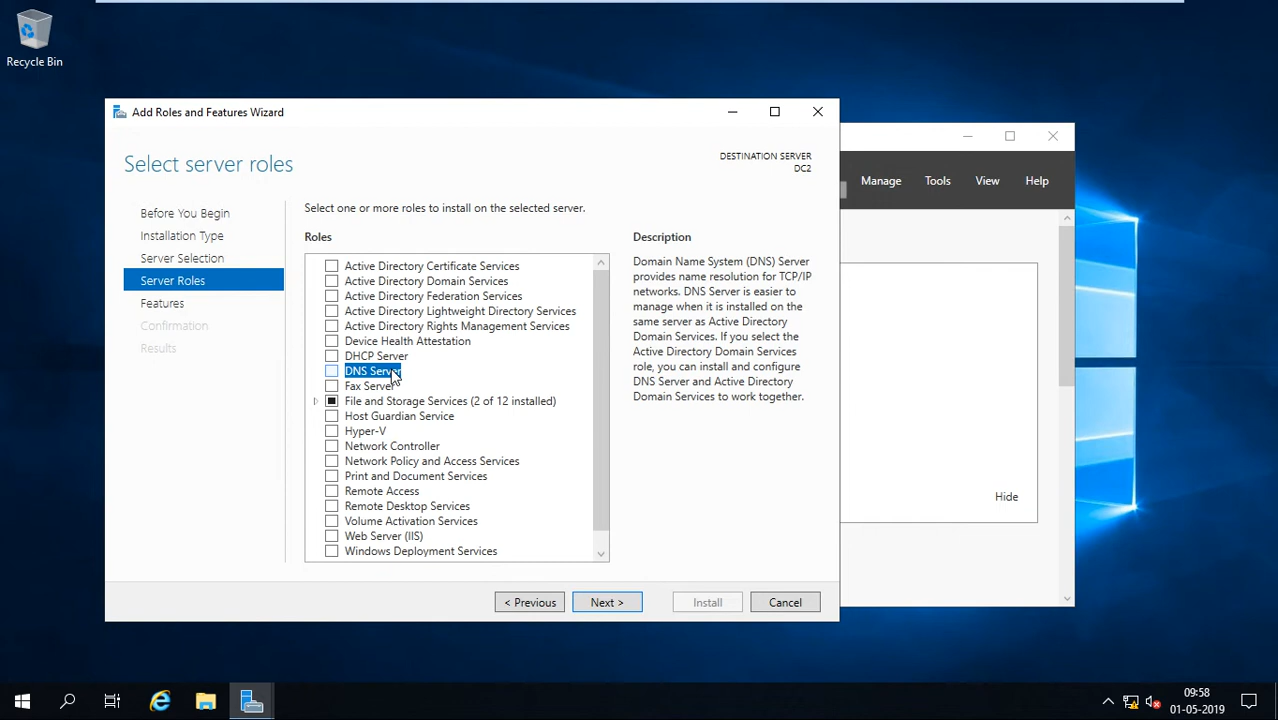 Recycle Bin
Add Roles and Features Wizard
Select server roles
DESTINATION SERVER
DC2
Manage
Tools
View
Help
Before You Begin
Installation Type
Server Selection
Server Roles
Features
Confirmation
Results
Select one or more roles to install on the selected server.
Roles
Active Directory Certificate Services
Active Directory Domain Services
Active Directory Federation Services
Active Directory Lightweight Directory Services
Active Directory Rights Management Services
Device Health Attestation
DHCP Server
DNS Server
Fax Server
File and Storage Services (2 of 12 installed)
Host Guardian Service
Hyper-V
Network Controller
Network Policy and Access Services
Print and Document Services
Remote Access
Remote Desktop Services
Volume Activation Services
Web Server (IIS)
Windows Deployment Services
Description
Domain Name System (DNS) Server
provides name resolution for TCP/IP
networks. DNS Server is easier to
manage when it is installed on the
same server as Active Directory
Domain Services. If you select the
Active Directory Domain Services
role, you can install and configure
DNS Server and Active Directory
Domain Services to work together.
Hide
< Previous
Next >
Install
Cancel
09:58
01-05-2019